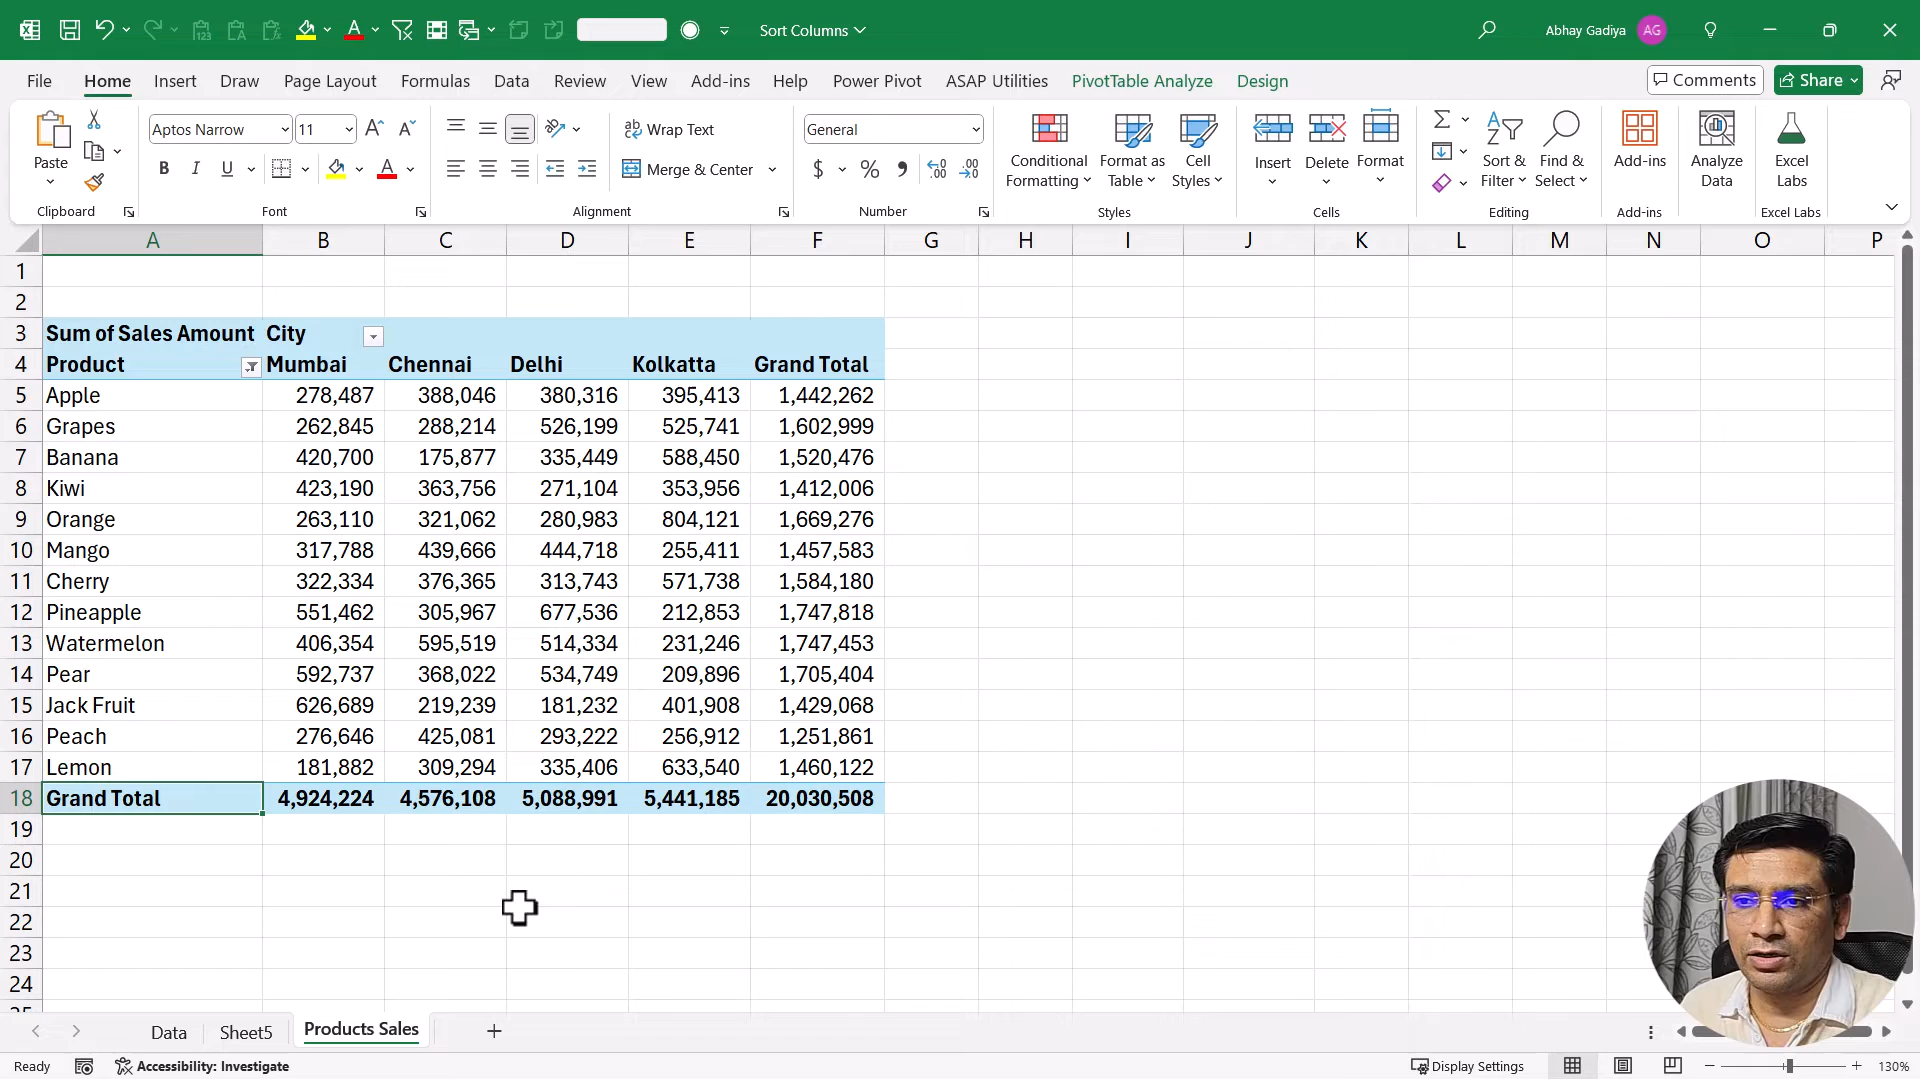 Sort Columns
Abhay Gadiya AG
File Home Insert Draw Page Layout Formulas Data Review View Add-ins Help Power Pivot ASAP Utilities PivotTable Analyze Design Comments Share
Paste
Clipboard
Aptos Narrow 11
B I U
Font
Wrap Text
Merge & Center
Alignment
General
$ % 9
Number
Conditional Formatting
Format as Table
Cell Styles
Styles
Insert Delete Format
Cells
Sort & Filter
Find & Select
Editing
Add-ins
Add-ins
Analyze Data
Excel Labs
Excel Labs
A B C D E F G H I J K L M N O P
1
2
3 Sum of Sales Amount City
4 Product Mumbai Chennai Delhi Kolkatta Grand Total
5 Apple 278,487 388,046 380,316 395,413 1,442,262
6 Grapes 262,845 288,214 526,199 525,741 1,602,999
7 Banana 420,700 175,877 335,449 588,450 1,520,476
8 Kiwi 423,190 363,756 271,104 353,956 1,412,006
9 Orange 263,110 321,062 280,983 804,121 1,669,276
10 Mango 317,788 439,666 444,718 255,411 1,457,583
11 Cherry 322,334 376,365 313,743 571,738 1,584,180
12 Pineapple 551,462 305,967 677,536 212,853 1,747,818
13 Watermelon 406,354 595,519 514,334 231,246 1,747,453
14 Pear 592,737 368,022 534,749 209,896 1,705,404
15 Jack Fruit 626,689 219,239 181,232 401,908 1,429,068
16 Peach 276,646 425,081 293,222 256,912 1,251,861
17 Lemon 181,882 309,294 335,406 633,540 1,460,122
18 Grand Total 4,924,224 4,576,108 5,088,991 5,441,185 20,030,508
19
20
21
22
23
24
Data Sheet5 Products Sales
Ready Accessibility: Investigate Display Settings 130%